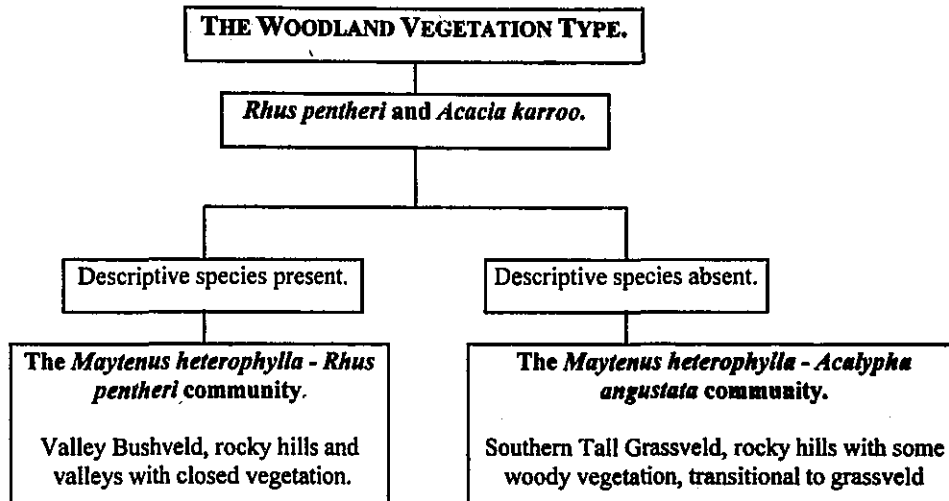 THE WOODLAND VEGETATION TYPE.
Rhus pentheri and Acacia karroo.
Descriptive species present.
Descriptive species absent.
The Maytenus heterophylla - Rhus
pentheri community.
Valley Bushveld, rocky hills and
valleys with closed vegetation.
The Maytenus heterophylla - Acalypha
angustata community.
Southern Tall Grassveld, rocky hills with some
woody vegetation, transitional to grassveld